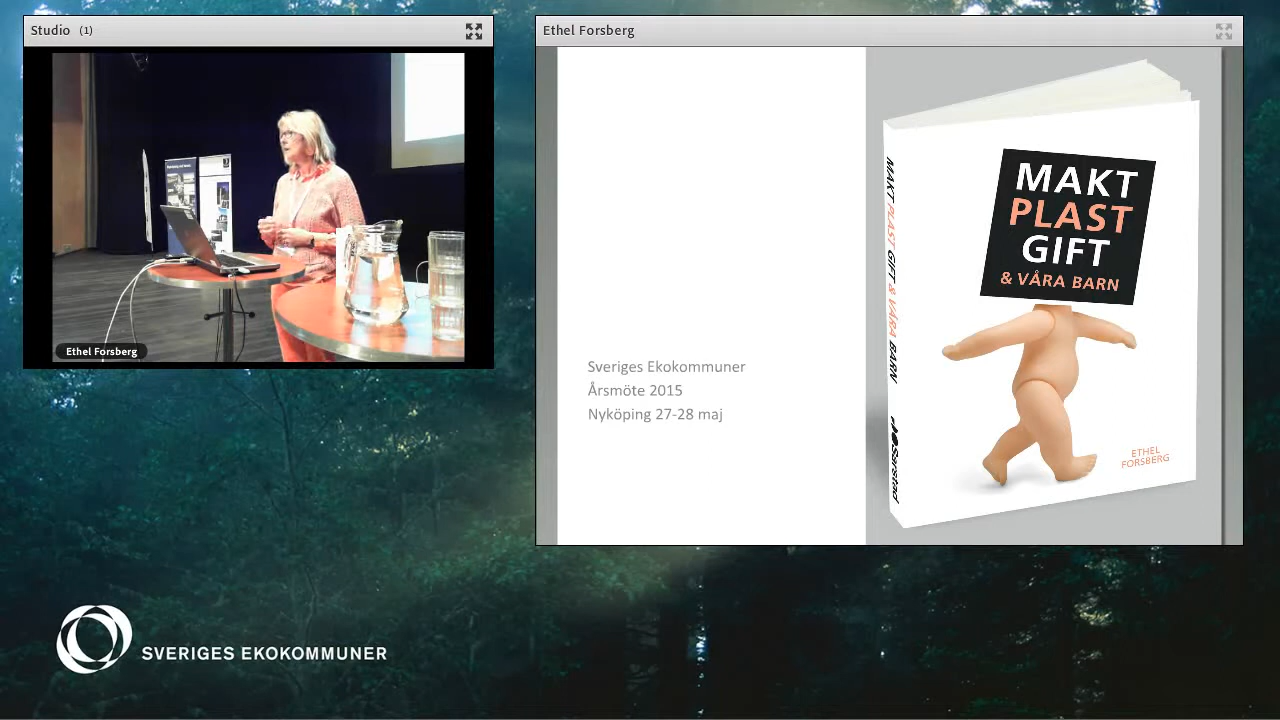 Studio (1)
Ethel Forsberg
Ethel Forsberg
Sveriges Ekokommuner
Årsmöte 2015
Nyköping 27-28 maj
MAKT PLAST GIFT & VÅRA BARN
MAKT
PLAST
GIFT
& VÅRA BARN
ETHEL
FORSBERG
SVERIGES EKOKOMMUNER